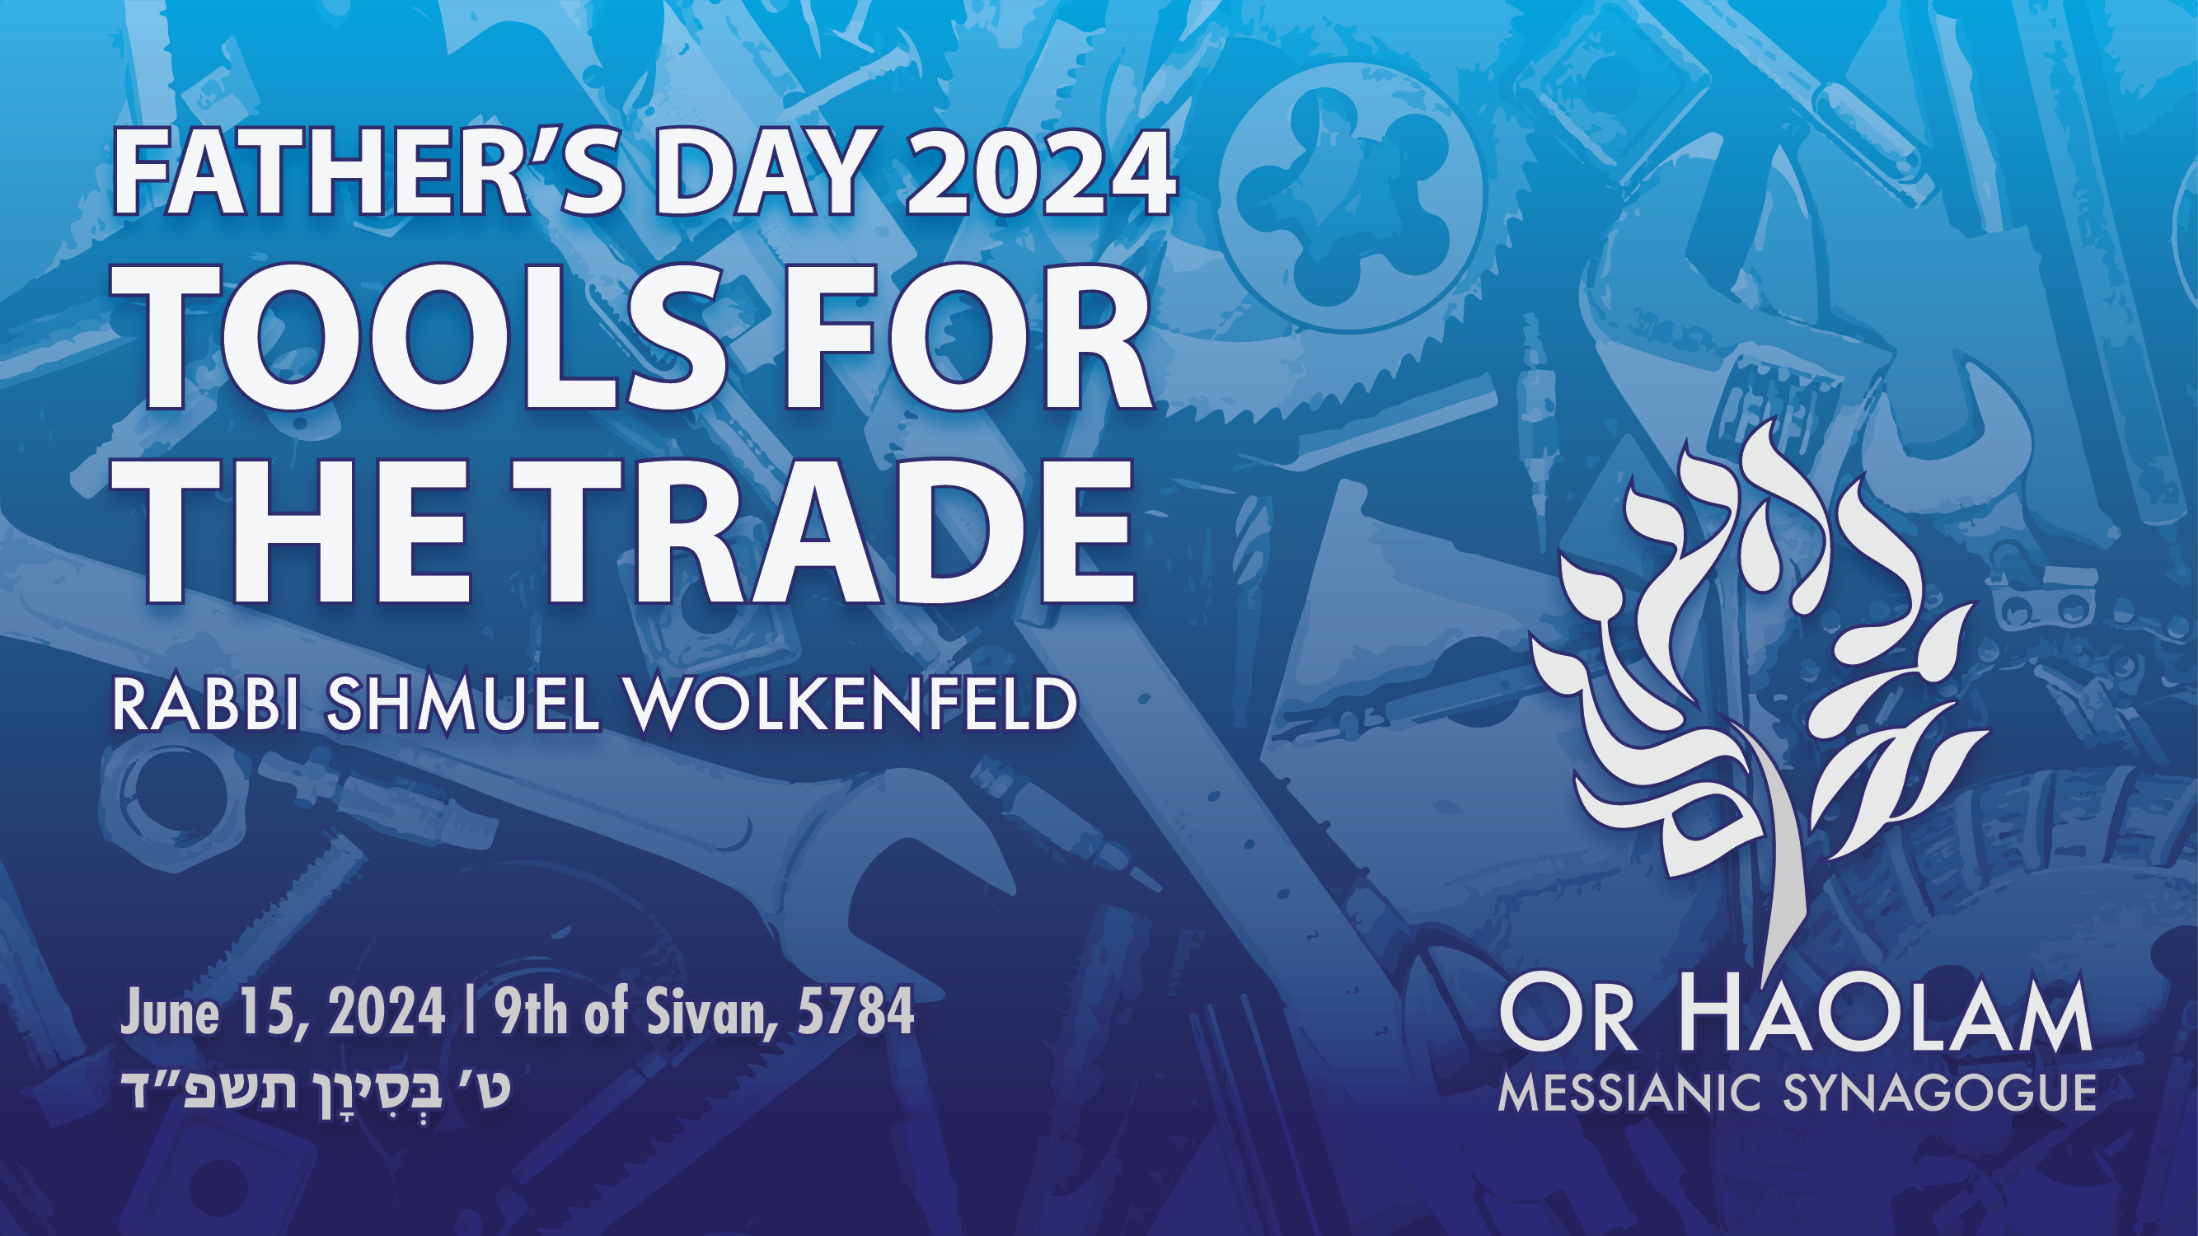 FATHER’S DAY 2024
TOOLS FOR
THE TRADE
RABBI SHMUEL WOLKENFELD
June 15, 2024 | 9th of Sivan, 5784
ט׳ בְּסִיוָן תשפ״ד
OR HAOLAM
MESSIANIC SYNAGOGUE